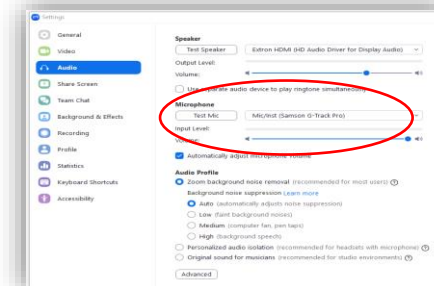 Settings
General
Video
Audio
Share Screen
Team Chat
Background & Effects
Recording
Profile
Statistics
Keyboard Shortcuts
Accessibility
Speaker
Test Speaker Extron HDMI (HD Audio Driver for Display Audio)
Output Level:
Volume:
Use separate audio device to play ringtone simultaneously
Microphone
Test Mic Mic/Inst (Samson G-Track Pro)
Input Level:
Volume:
Automatically adjust microphone volume
Audio Profile
Zoom background noise removal (recommended for most users)
Background noise suppression Learn more
Auto (automatically adjusts noise suppression)
Low (faint background noises)
Medium (computer fan, pen taps)
High (background speech)
Personalized audio isolation (recommended for headsets with microphone)
Original sound for musicians (recommended for studio environments)
Advanced